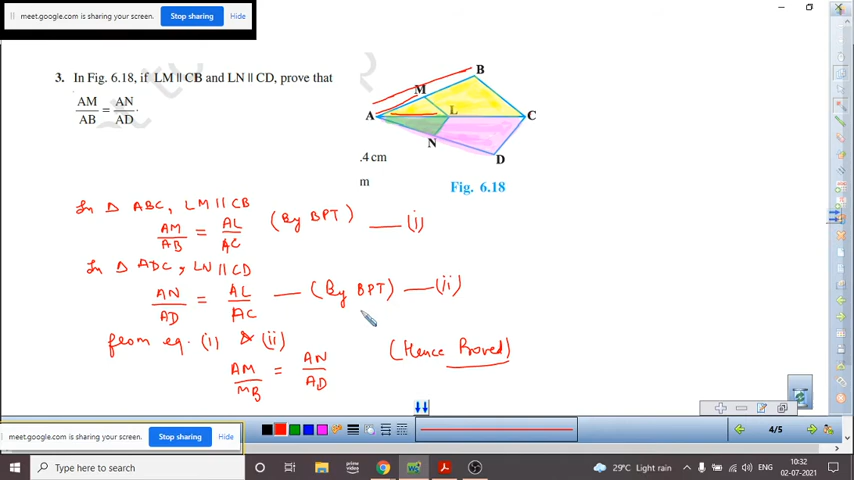 meet.google.com is sharing your screen. Stop sharing Hide
3. In Fig. 6.18, if LM || CB and LN || CD, prove that
AM/AB = AN/AD.
A M B L C N D
.4 cm
m
Fig. 6.18
In Δ ABC, LM || CB
AM/AB = AL/AC (By BPT) — (i)
In Δ ADC, LN || CD
AN/AD = AL/AC — (By BPT) — (ii)
from eq. (i) & (ii)
AM/MB = AN/AD (Hence Proved)
meet.google.com is sharing your screen. Stop sharing Hide
4/5
Type here to search
prime video
29°C Light rain
ENG
10:32
02-07-2021